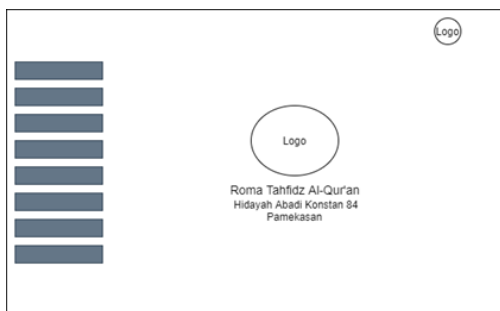 Logo
Logo
Roma Tahfidz Al-Qur'an
Hidayah Abadi Konstan 84
Pamekasan